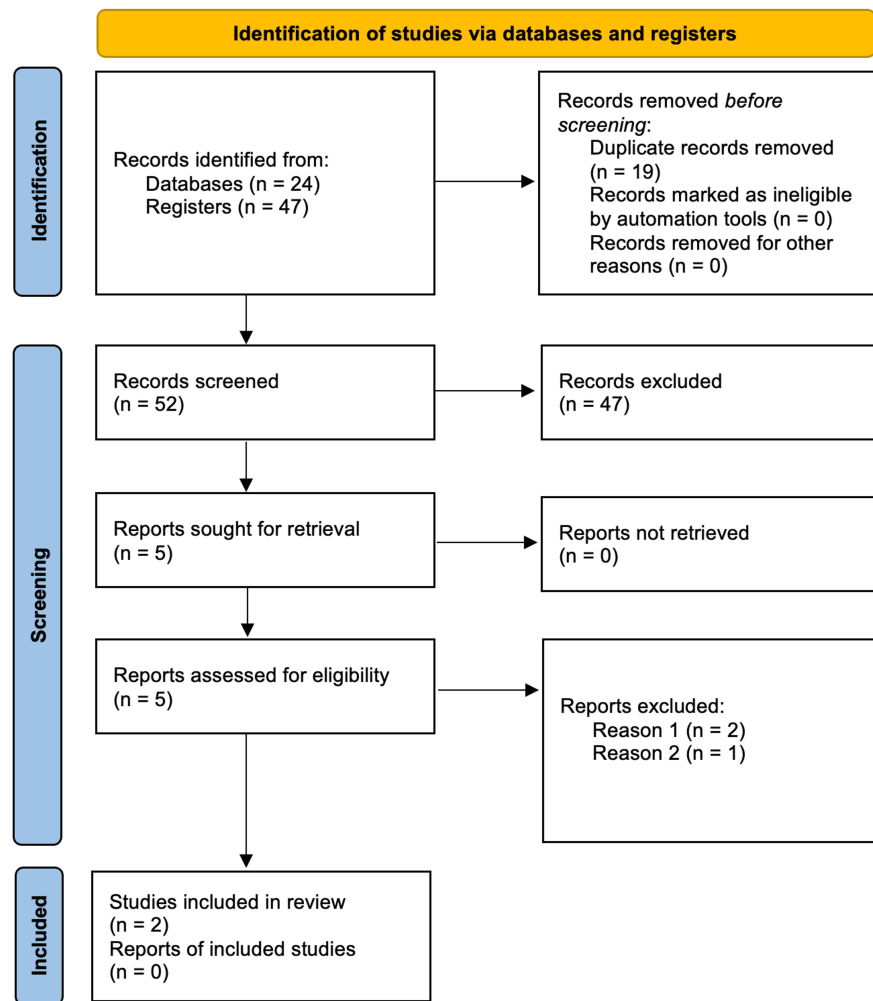 Identification of studies via databases and registers
Identification
Records identified from:
Databases (n = 24)
Registers (n = 47)
Records removed before
screening:
Duplicate records removed
(n = 19)
Records marked as ineligible
by automation tools (n = 0)
Records removed for other
reasons (n = 0)
Screening
Records screened
(n = 52)
Records excluded
(n = 47)
Reports sought for retrieval
(n = 5)
Reports not retrieved
(n = 0)
Reports assessed for eligibility
(n = 5)
Reports excluded:
Reason 1 (n = 2)
Reason 2 (n = 1)
Included
Studies included in review
(n = 2)
Reports of included studies
(n = 0)